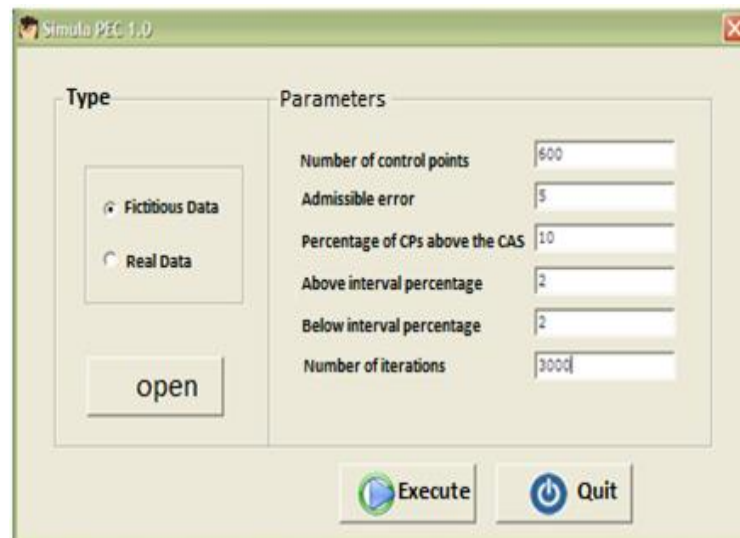 Simula PEC 1.0
Type
Fictitious Data
Real Data
open
Parameters
Number of control points 600
Admissible error 5
Percentage of CPs above the CAS 10
Above interval percentage 2
Below interval percentage 2
Number of iterations 3000
Execute
Quit